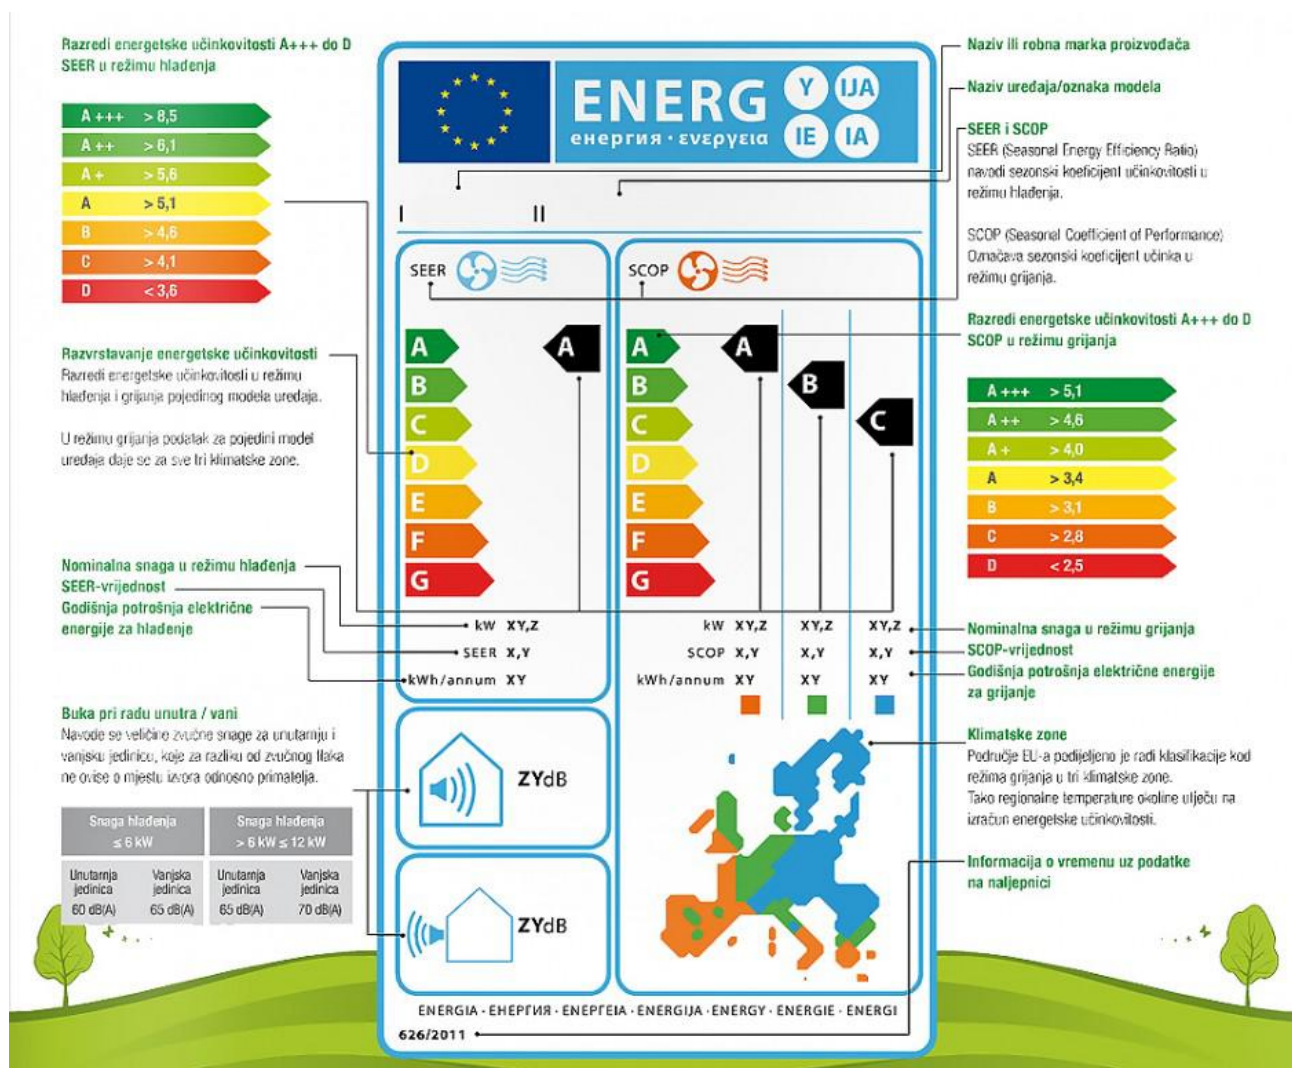 Razredi energetske učinkovitosti A+++ do D
SEER u režimu hlađenja
A +++ > 8,5
A ++ > 6,1
A + > 5,6
A > 5,1
B > 4,6
C > 4,1
D < 3,6
Razvrstavanje energetske učinkovitosti
Razredi energetske učinkovitosti u režimu
hlađenja i grijanja pojedinog modela uređaja.
U režimu grijanja podatak za pojedini model
uređaja daje se za sve tri klimatske zone.
Nominalna snaga u režimu hlađenja
SEER-vrijednost
Godišnja potrošnja električne
energije za hlađenje
Buka pri radu unutra / vani
Navode se veličine zvučne snage za unutarnju i
vanjsku jedinicu, koje za razliku od zvučnog tlaka
ne ovise o mjestu izvora odnosno primatelja.
Snaga hlađenja
≤ 6 kW
Snaga hlađenja
> 6 kW ≤ 12 kW
Unutarnja
jedinica
Vanjska
jedinica
Unutarnja
jedinica
Vanjska
jedinica
60 dB(A) 65 dB(A) 65 dB(A) 70 dB(A)
ENERG
енергия · ενεργεια
Y IJA
IE IA
I II
SEER
A
B
C
D
E
F
G
A
kW XY,Z
SEER X,Y
kWh/annum XY
SCOP
A
B
C
D
E
F
G
A
B
C
kW XY,Z XY,Z XY,Z
SCOP X,Y X,Y X,Y
kWh/annum XY XY XY
ZYdB
ZYdB
ENERGIA · ЕНЕРГИЯ · ΕΝΕΡΓΕΙΑ · ENERGIJA · ENERGY · ENERGIE · ENERGI
626/2011
Naziv ili robna marka proizvođača
Naziv uređaja/oznaka modela
SEER i SCOP
SEER (Seasonal Energy Efficiency Ratio)
navodi sezonski koeficijent učinkovitosti u
režimu hlađenja.
SCOP (Seasonal Coefficient of Performance)
Označava sezonski koeficijent učinka u
režimu grijanja.
Razredi energetske učinkovitosti A+++ do D
SCOP u režimu grijanja
A +++ > 5,1
A ++ > 4,6
A + > 4,0
A > 3,4
B > 3,1
C > 2,8
D < 2,5
Nominalna snaga u režimu grijanja
SCOP-vrijednost
Godišnja potrošnja električne energije
za grijanje
Klimatske zone
Područje EU-a podijeljeno je radi klasifikacije kod
režima grijanja u tri klimatske zone.
Tako regionalne temperature okoline utječu na
izračun energetske učinkovitosti.
Informacija o vremenu uz podatke
na naljepnici